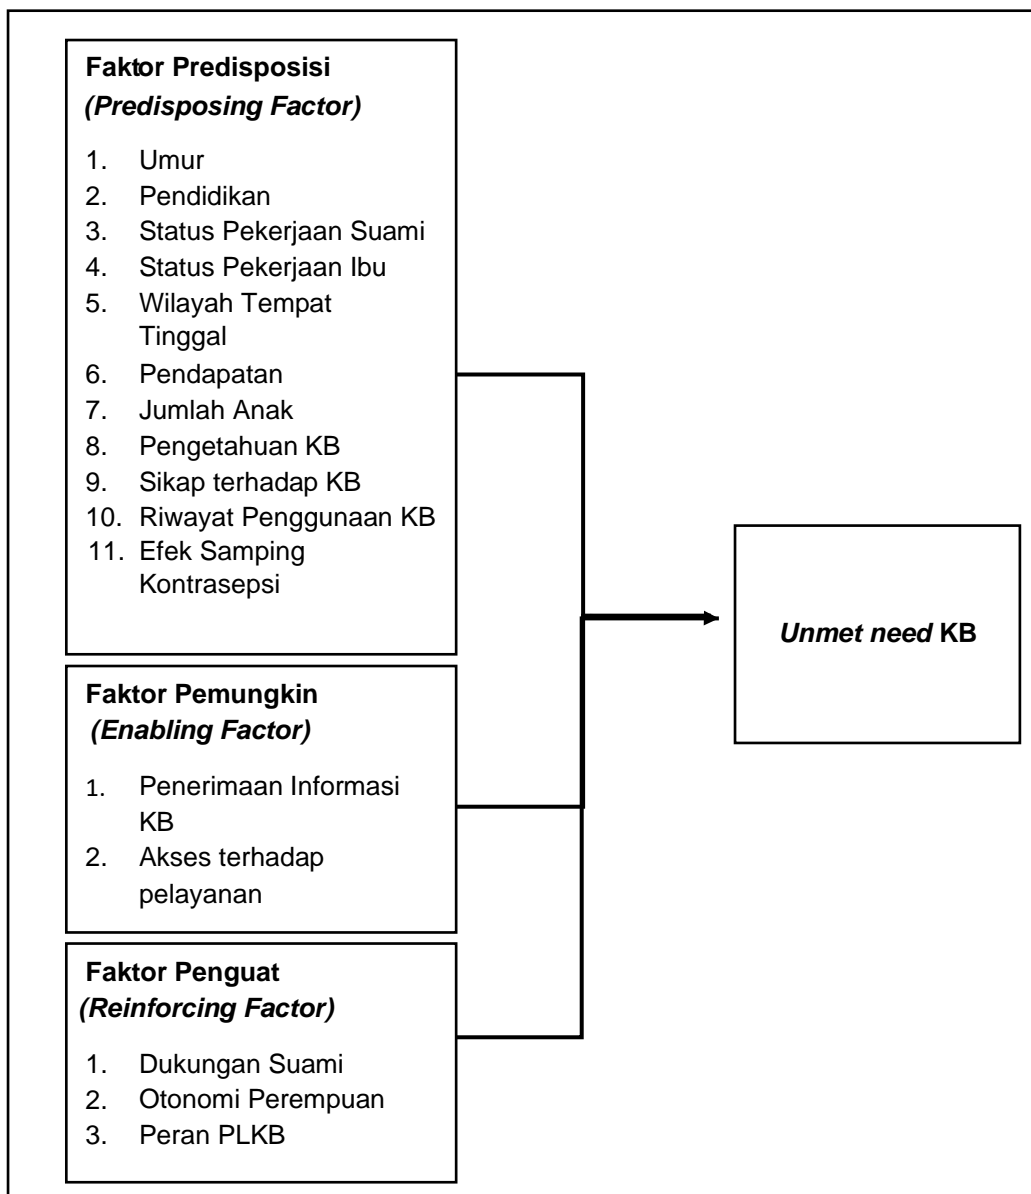 Faktor Predisposisi
(Predisposing Factor)
1. Umur
2. Pendidikan
3. Status Pekerjaan Suami
4. Status Pekerjaan Ibu
5. Wilayah Tempat
Tinggal
6. Pendapatan
7. Jumlah Anak
8. Pengetahuan KB
9. Sikap terhadap KB
10. Riwayat Penggunaan KB
11. Efek Samping
Kontrasepsi
Unmet need KB
Faktor Pemungkin
(Enabling Factor)
1. Penerimaan Informasi
KB
2. Akses terhadap
pelayanan
Faktor Penguat
(Reinforcing Factor)
1. Dukungan Suami
2. Otonomi Perempuan
3. Peran PLKB